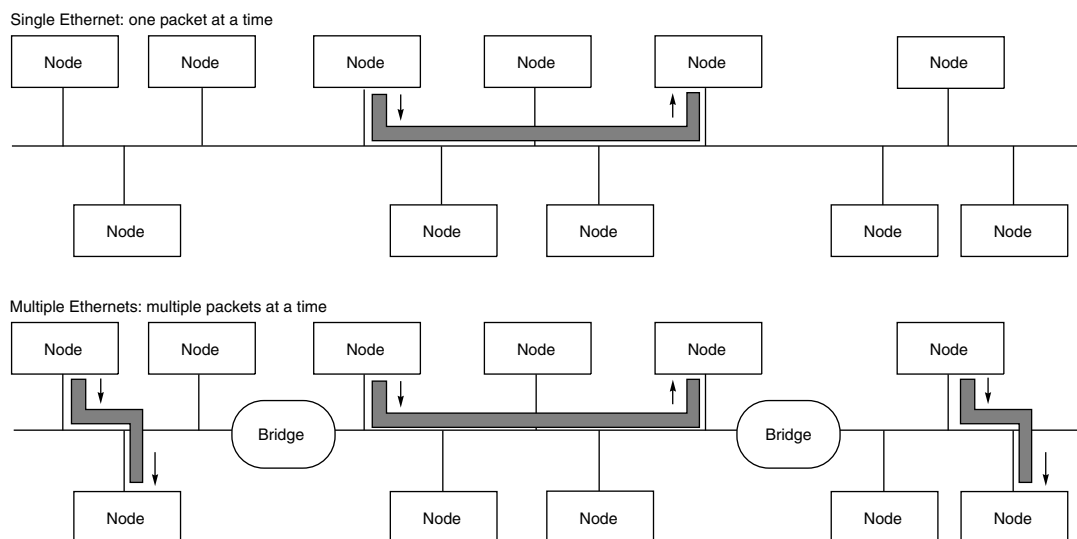 Single Ethernet: one packet at a time
Node Node Node Node Node Node
Node Node Node Node Node
Multiple Ethernets: multiple packets at a time
Node Node Node Node Node Node
Bridge Bridge
Node Node Node Node Node